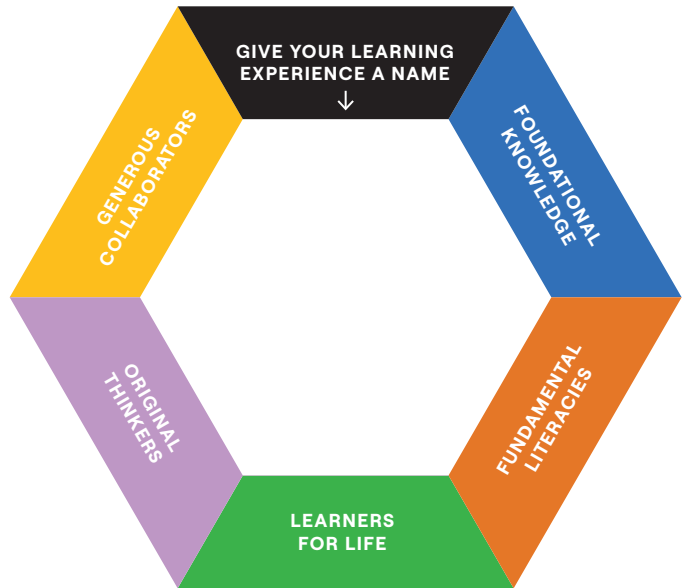 GIVE YOUR LEARNING
EXPERIENCE A NAME
↓
FOUNDATIONAL
KNOWLEDGE
FUNDAMENTAL
LITERACIES
LEARNERS
FOR LIFE
ORIGINAL
THINKERS
GENEROUS
COLLABORATORS